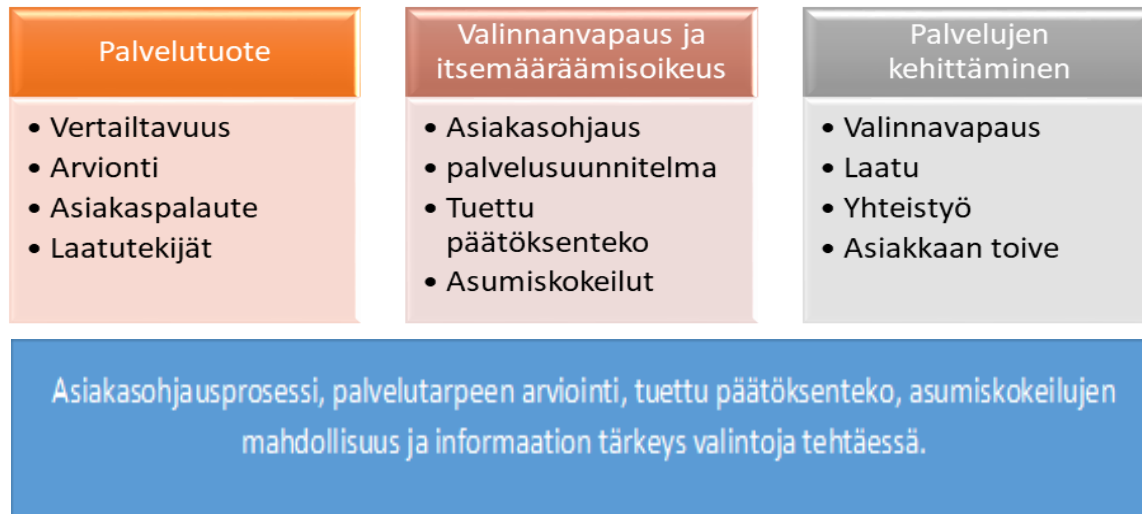 Palvelutuote
• Vertailtavuus
• Arvionti
• Asiakaspalaute
• Laatutekijät
Valinnanvapaus ja
itsemääräämisoikeus
• Asiakasohjaus
• palvelusuunnitelma
• Tuettu
päätöksenteko
• Asumiskokeilut
Palvelujen
kehittäminen
• Valinnavapaus
• Laatu
• Yhteistyö
• Asiakkaan toive
Asiakasohjausprosessi, palvelutarpeen arviointi, tuettu päätöksenteko, asumiskokeilujen
mahdollisuus ja informaation tärkeys valintoja tehtäessä.